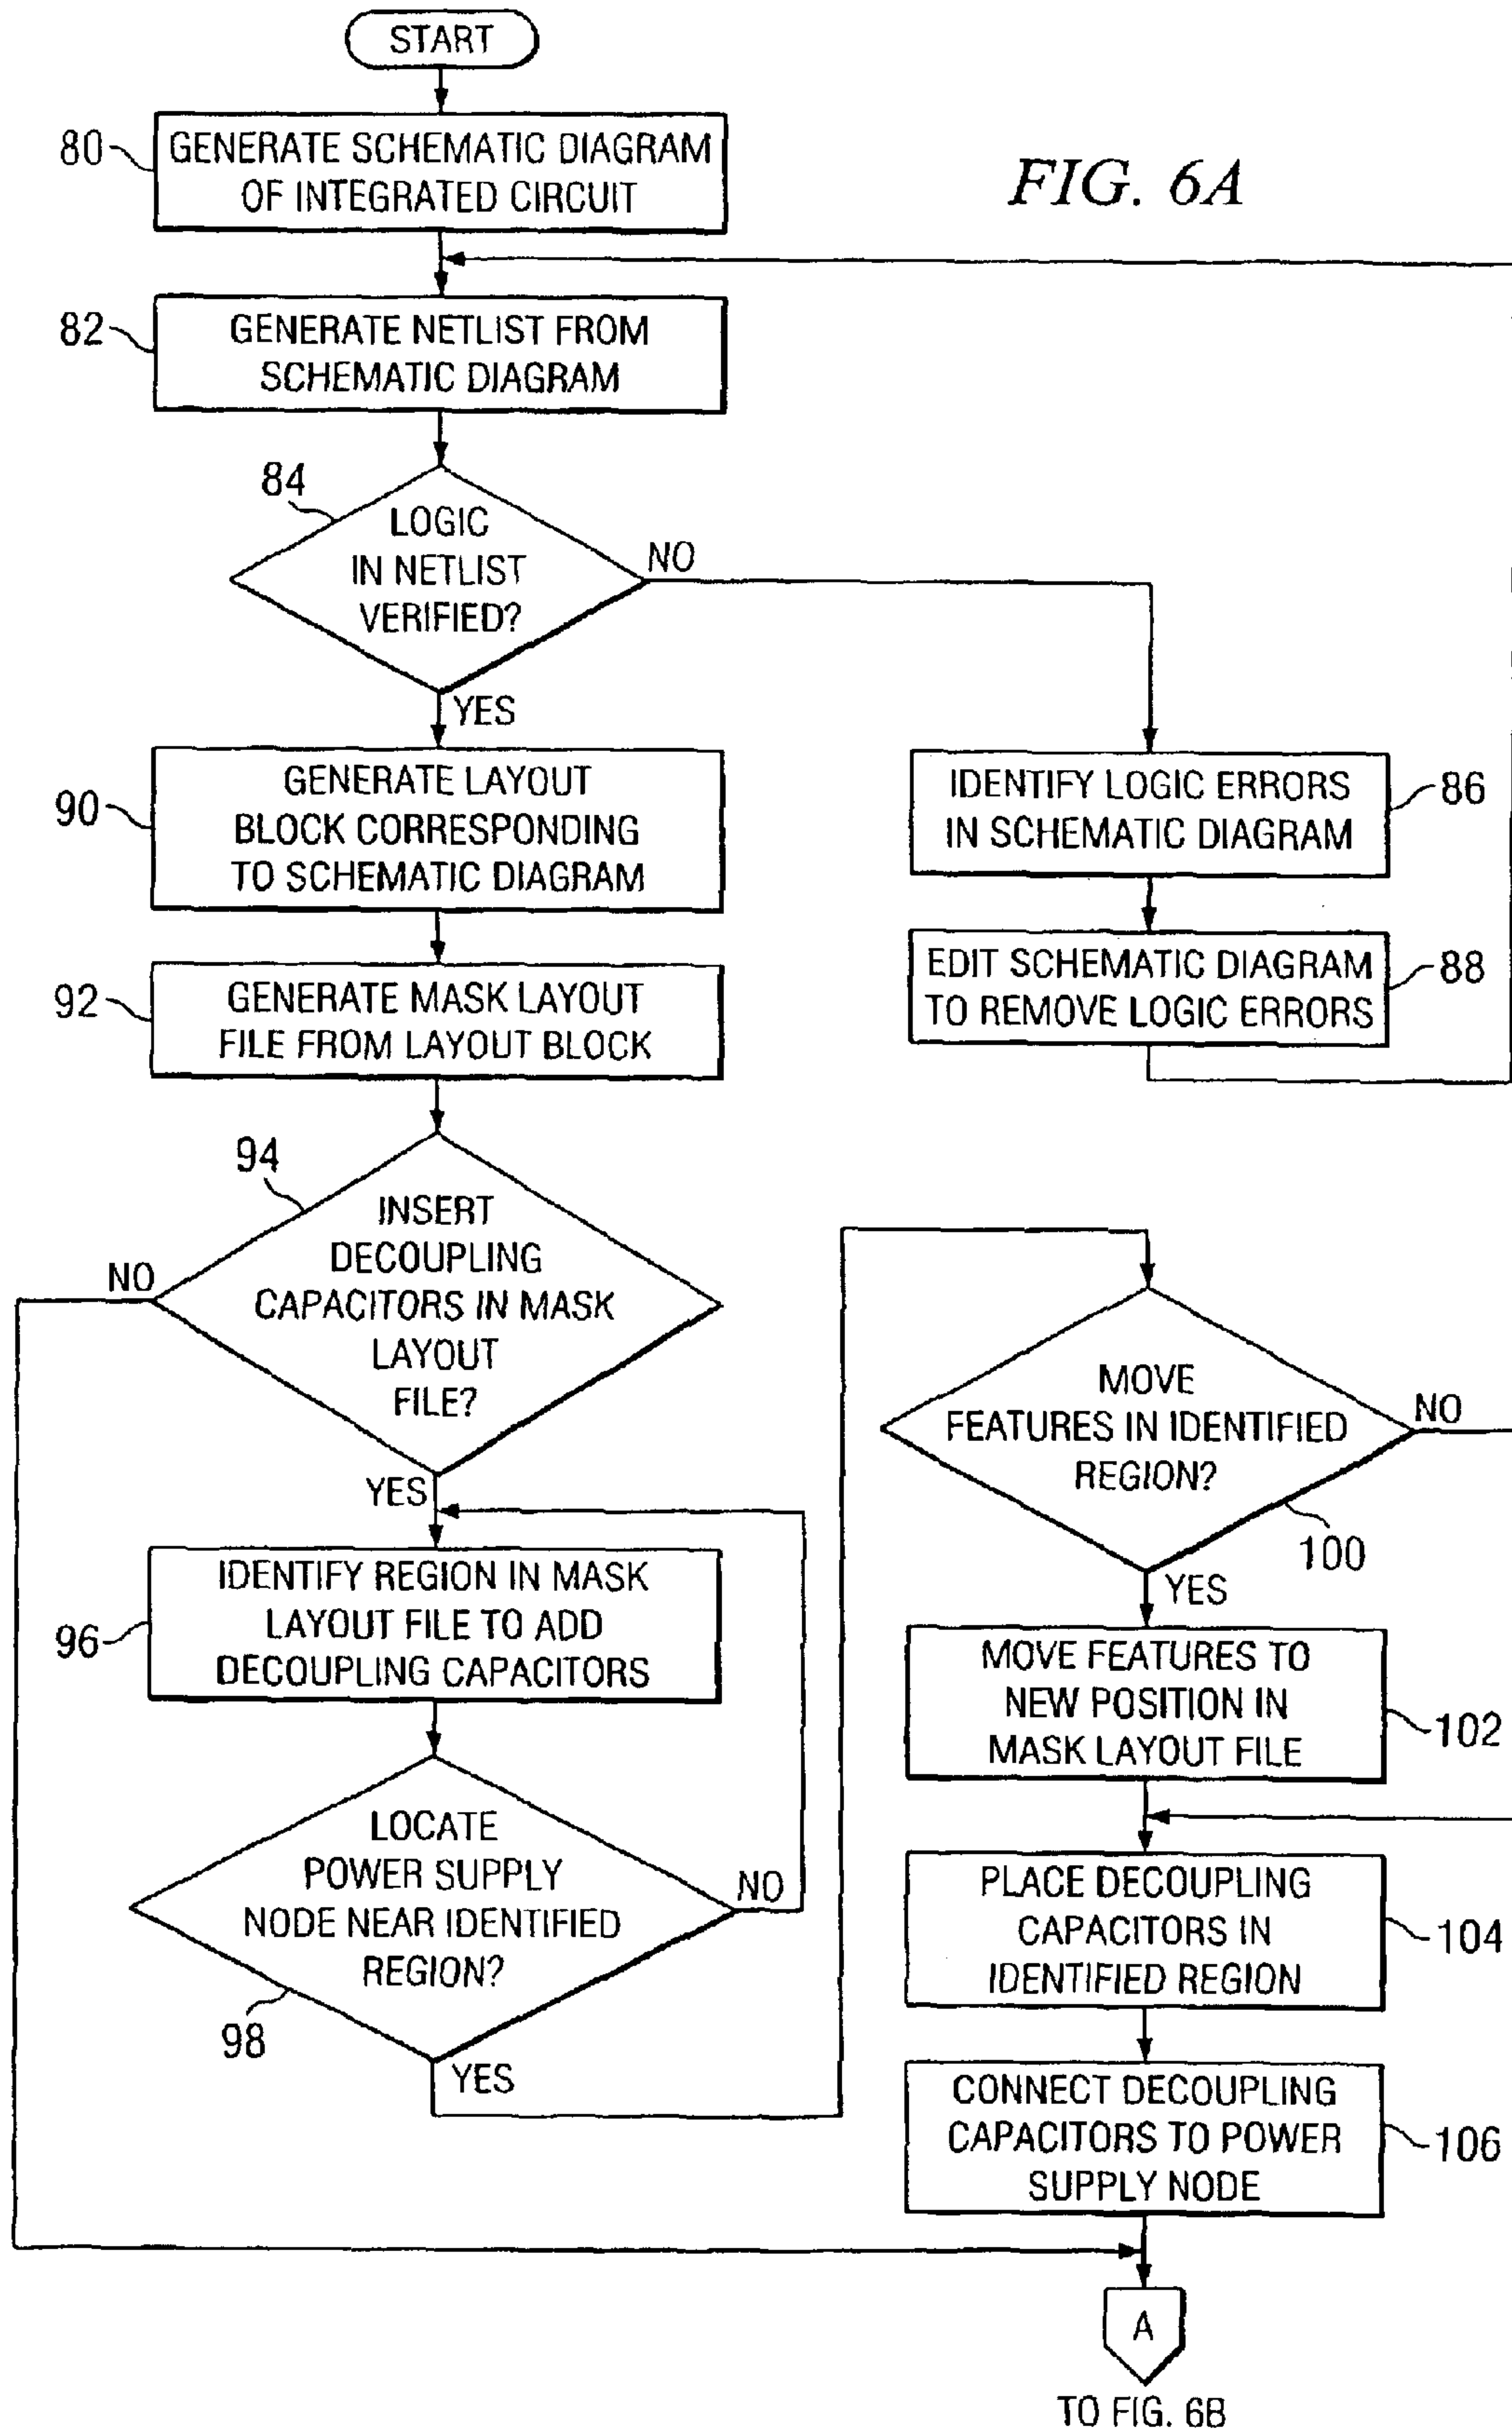 START
80
GENERATE SCHEMATIC DIAGRAM
OF INTEGRATED CIRCUIT
FIG. 6A
82
GENERATE NETLIST FROM
SCHEMATIC DIAGRAM
84
LOGIC
IN NETLIST
VERIFIED?
NO
YES
90
GENERATE LAYOUT
BLOCK CORRESPONDING
TO SCHEMATIC DIAGRAM
IDENTIFY LOGIC ERRORS
IN SCHEMATIC DIAGRAM
86
92
GENERATE MASK LAYOUT
FILE FROM LAYOUT BLOCK
EDIT SCHEMATIC DIAGRAM
TO REMOVE LOGIC ERRORS
88
94
INSERT
DECOUPLING
CAPACITORS IN MASK
LAYOUT
FILE?
NO
YES
96
IDENTIFY REGION IN MASK
LAYOUT FILE TO ADD
DECOUPLING CAPACITORS
LOCATE
POWER SUPPLY
NODE NEAR IDENTIFIED
REGION?
NO
98
YES
MOVE
FEATURES IN IDENTIFIED
REGION?
NO
100
YES
MOVE FEATURES TO
NEW POSITION IN
MASK LAYOUT FILE
102
PLACE DECOUPLING
CAPACITORS IN
IDENTIFIED REGION
104
CONNECT DECOUPLING
CAPACITORS TO POWER
SUPPLY NODE
106
A
TO FIG. 6B